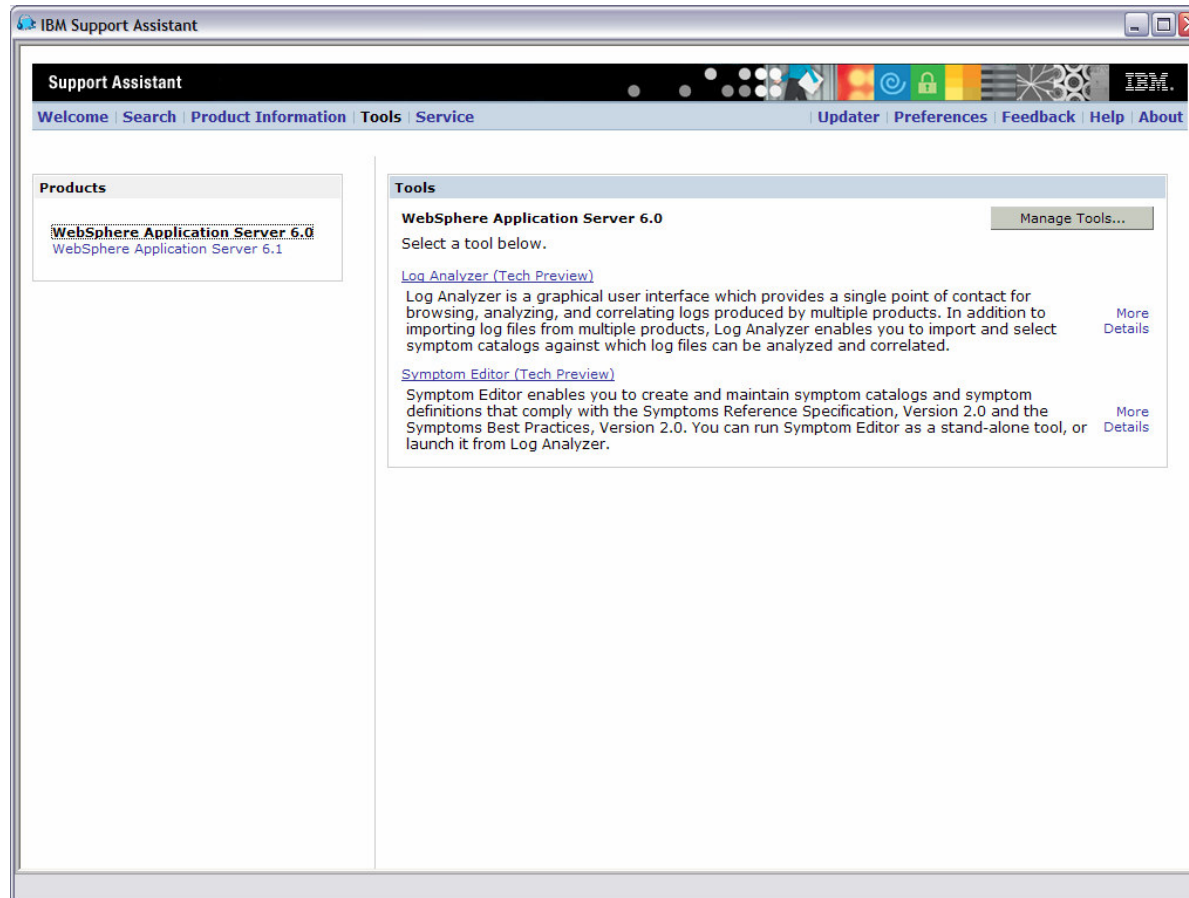 IBM Support Assistant
Support Assistant
IBM.
Welcome | Search | Product Information | Tools | Service
| Updater | Preferences | Feedback | Help | About
Products
WebSphere Application Server 6.0
WebSphere Application Server 6.1
Tools
WebSphere Application Server 6.0
Manage Tools...
Select a tool below.
Log Analyzer (Tech Preview)
Log Analyzer is a graphical user interface which provides a single point of contact for
browsing, analyzing, and correlating logs produced by multiple products. In addition to
importing log files from multiple products, Log Analyzer enables you to import and select
symptom catalogs against which log files can be analyzed and correlated.
More
Details
Symptom Editor (Tech Preview)
Symptom Editor enables you to create and maintain symptom catalogs and symptom
definitions that comply with the Symptoms Reference Specification, Version 2.0 and the
Symptoms Best Practices, Version 2.0. You can run Symptom Editor as a stand-alone tool, or
launch it from Log Analyzer.
More
Details